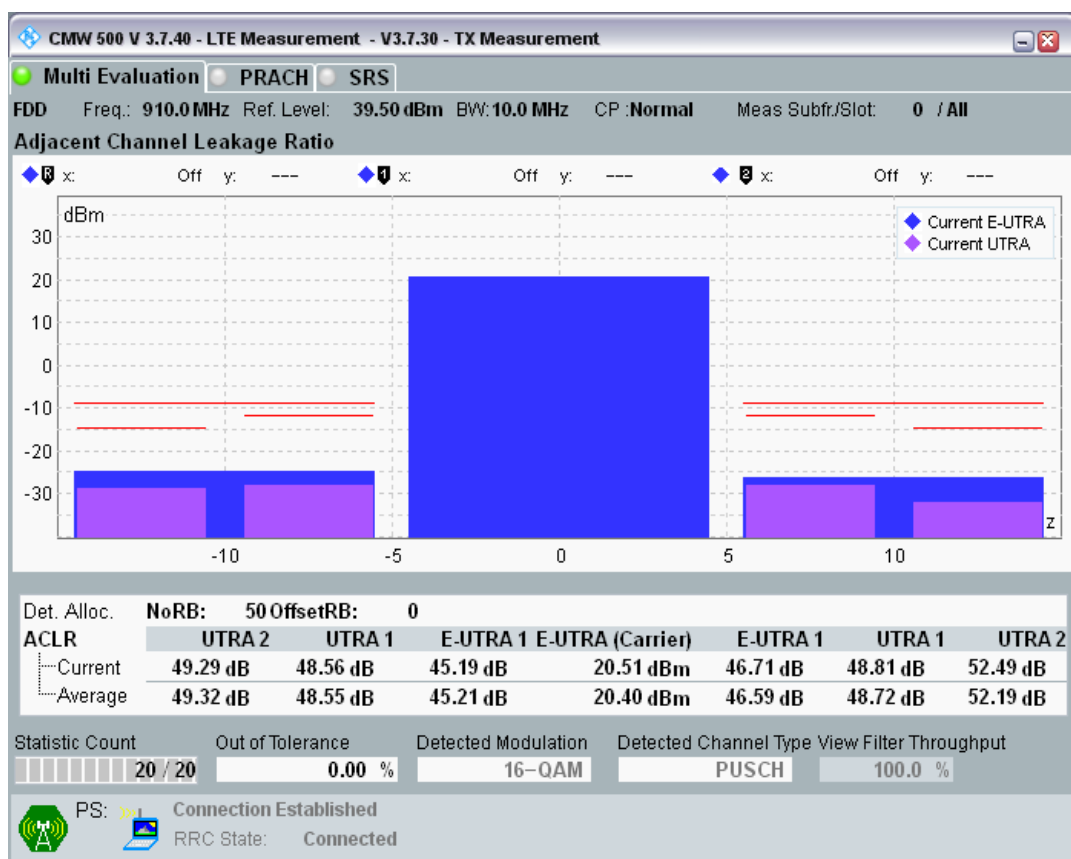 CMW 500 V 3.7.40 - LTE Measurement - V3.7.30 - TX Measurement
Multi Evaluation PRACH SRS
FDD Freq.: 910.0 MHz Ref. Level: 39.50 dBm BW: 10.0 MHz CP :Normal Meas Subfr./Slot: 0 / All
Adjacent Channel Leakage Ratio
R x: Off y: --- 1 x: Off y: --- 2 x: Off y: ---
dBm
Current E-UTRA
Current UTRA
30
20
10
0
-10
-20
-30
z
-10 -5 0 5 10
Det. Alloc. NoRB: 50 OffsetRB: 0
ACLR UTRA 2 UTRA 1 E-UTRA 1 E-UTRA (Carrier) E-UTRA 1 UTRA 1 UTRA 2
Current 49.29 dB 48.56 dB 45.19 dB 20.51 dBm 46.71 dB 48.81 dB 52.49 dB
Average 49.32 dB 48.55 dB 45.21 dB 20.40 dBm 46.59 dB 48.72 dB 52.19 dB
Statistic Count Out of Tolerance Detected Modulation Detected Channel Type View Filter Throughput
20 / 20 0.00 % 16-QAM PUSCH 100.0 %
PS: Connection Established
RRC State: Connected